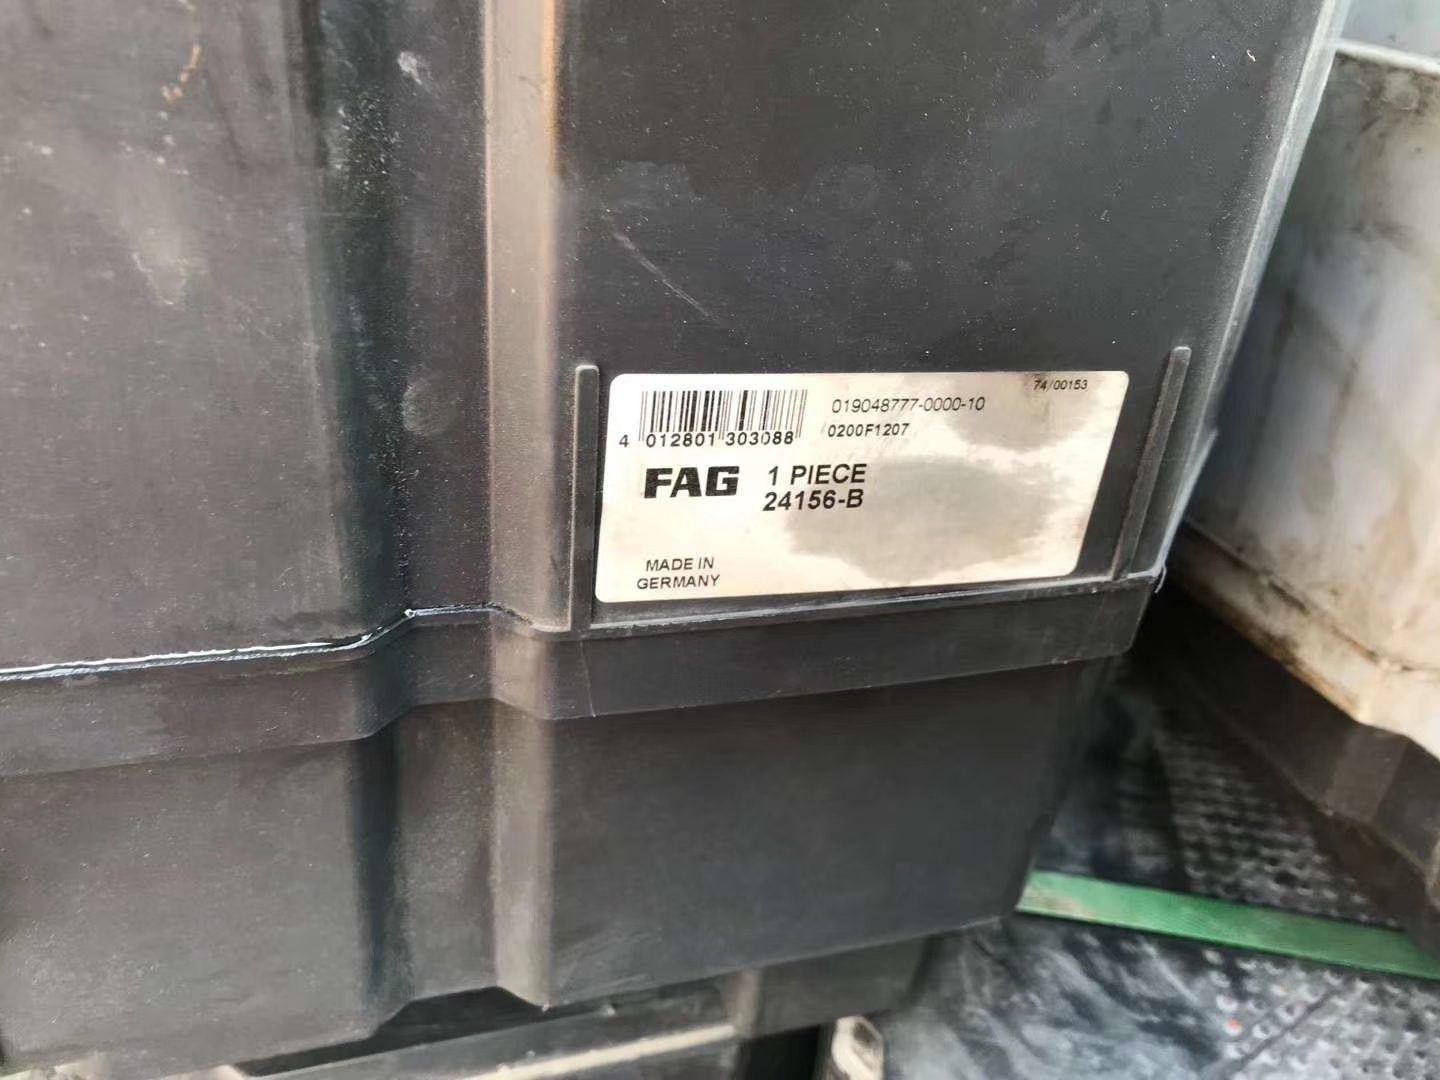 74/00153
019048777-0000-10
4 012801 303088
0200F1207
FAG 1 PIECE
24156-B
MADE IN
GERMANY